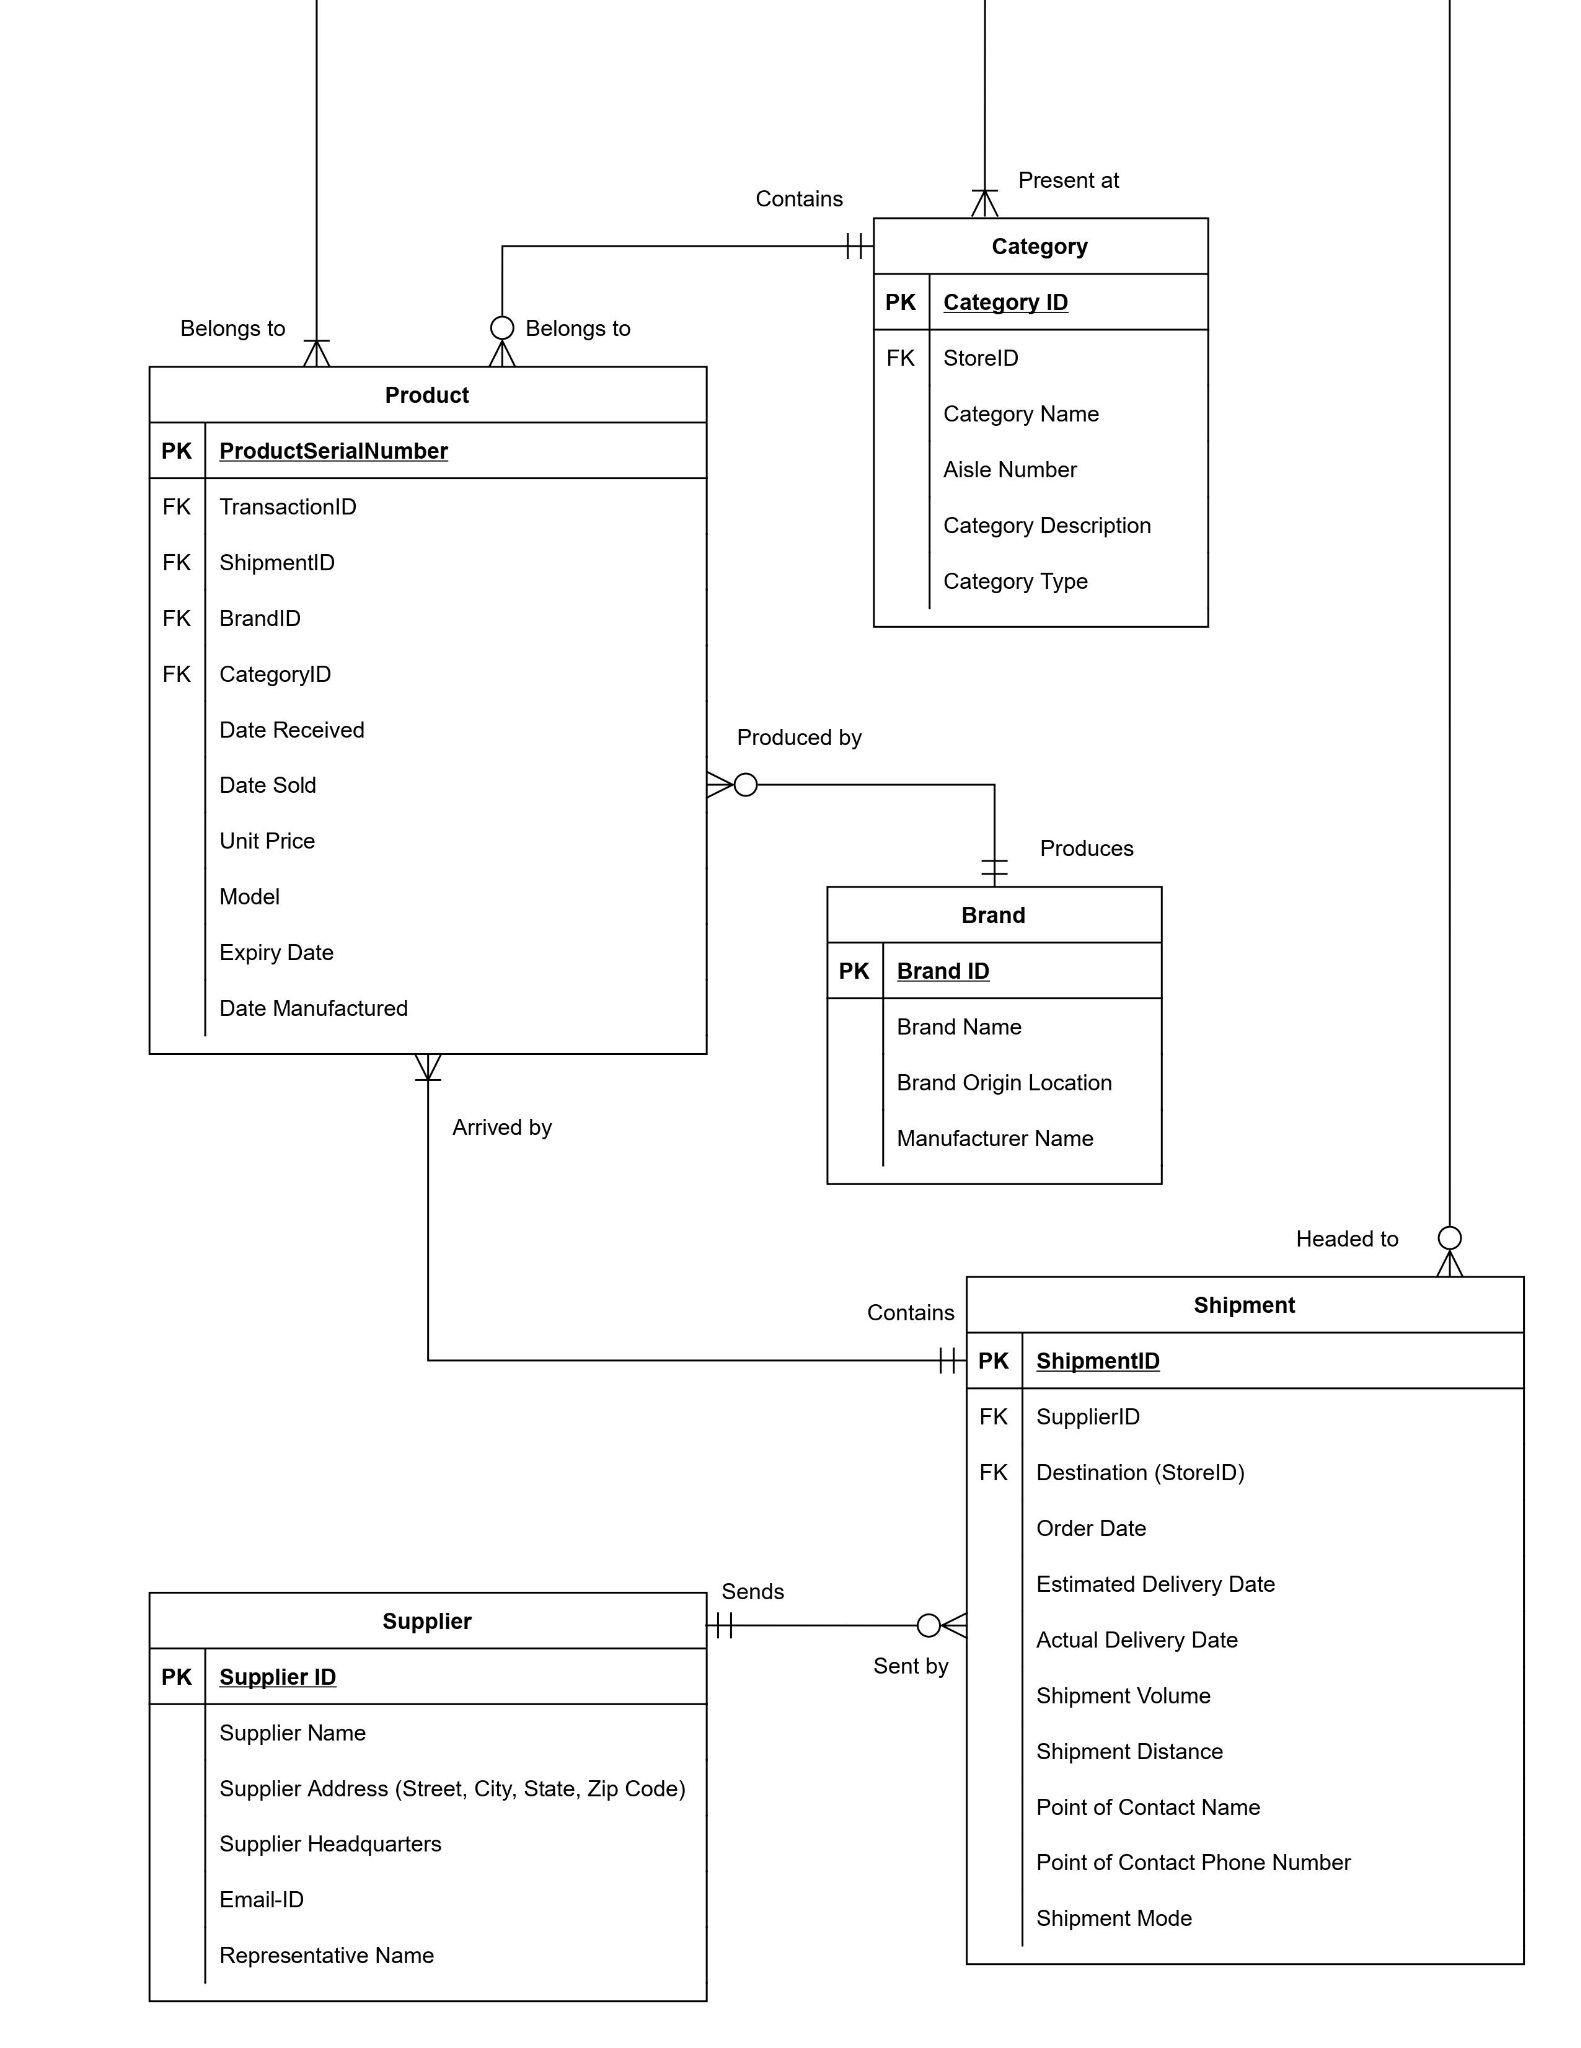 Present at
Contains
Category
PK Category ID
FK StoreID
Category Name
Aisle Number
Category Description
Category Type
Belongs to
Belongs to
Product
PK ProductSerialNumber
FK TransactionID
FK ShipmentID
FK BrandID
FK CategoryID
Date Received
Date Sold
Unit Price
Model
Expiry Date
Date Manufactured
Produced by
Produces
Brand
PK Brand ID
Brand Name
Brand Origin Location
Manufacturer Name
Arrived by
Headed to
Contains
Shipment
PK ShipmentID
FK SupplierID
FK Destination (StoreID)
Order Date
Estimated Delivery Date
Actual Delivery Date
Shipment Volume
Shipment Distance
Point of Contact Name
Point of Contact Phone Number
Shipment Mode
Sends
Sent by
Supplier
PK Supplier ID
Supplier Name
Supplier Address (Street, City, State, Zip Code)
Supplier Headquarters
Email-ID
Representative Name